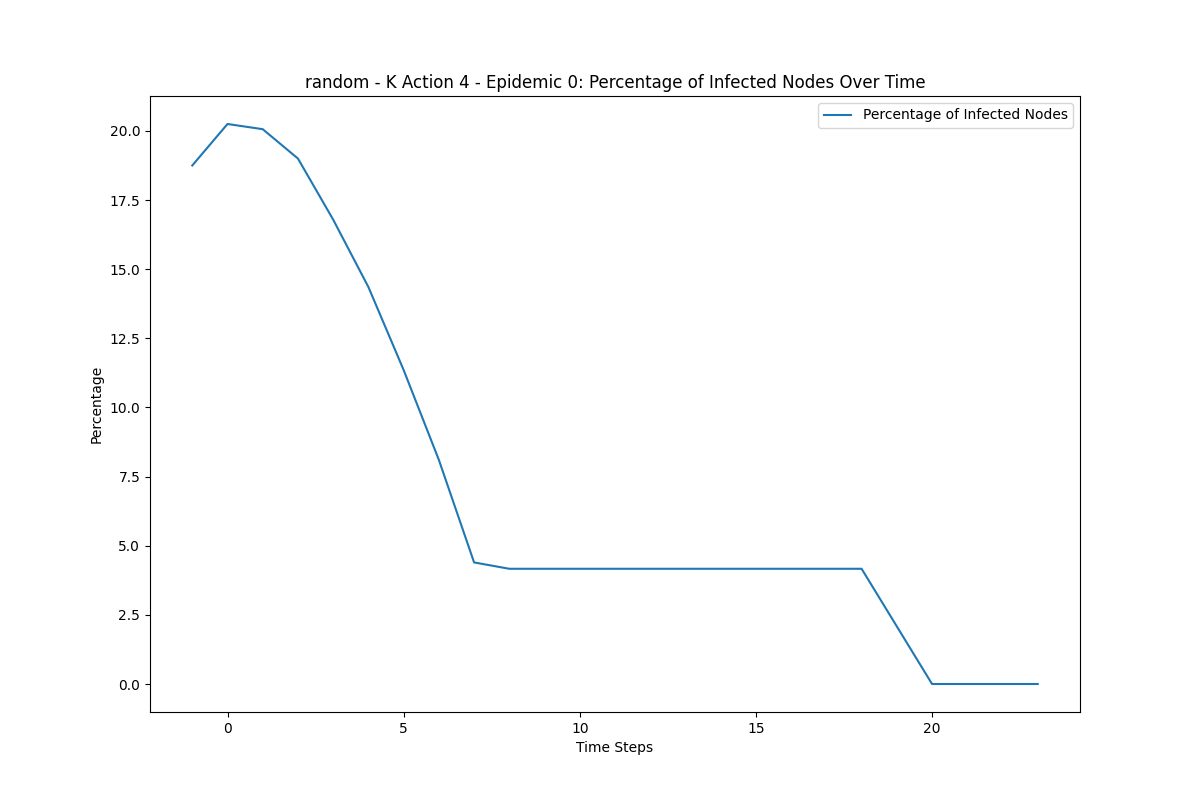 random - K Action 4 - Epidemic 0: Percentage of Infected Nodes Over Time
Percentage of Infected Nodes
Percentage
20.0
17.5
15.0
12.5
10.0
7.5
5.0
2.5
0.0
0 5 10 15 20
Time Steps